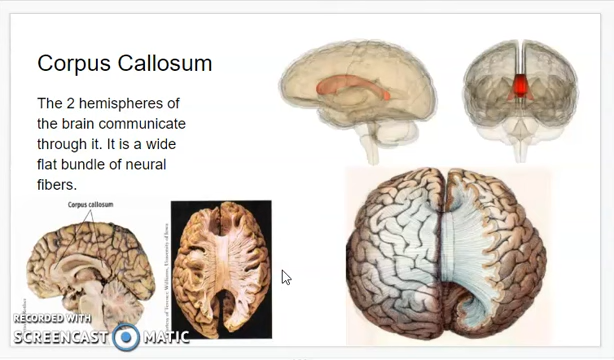 Corpus Callosum
The 2 hemispheres of
the brain communicate
through it. It is a wide
flat bundle of neural
fibers.
Corpus callosum
RECORDED WITH
SCREENCAST MATIC